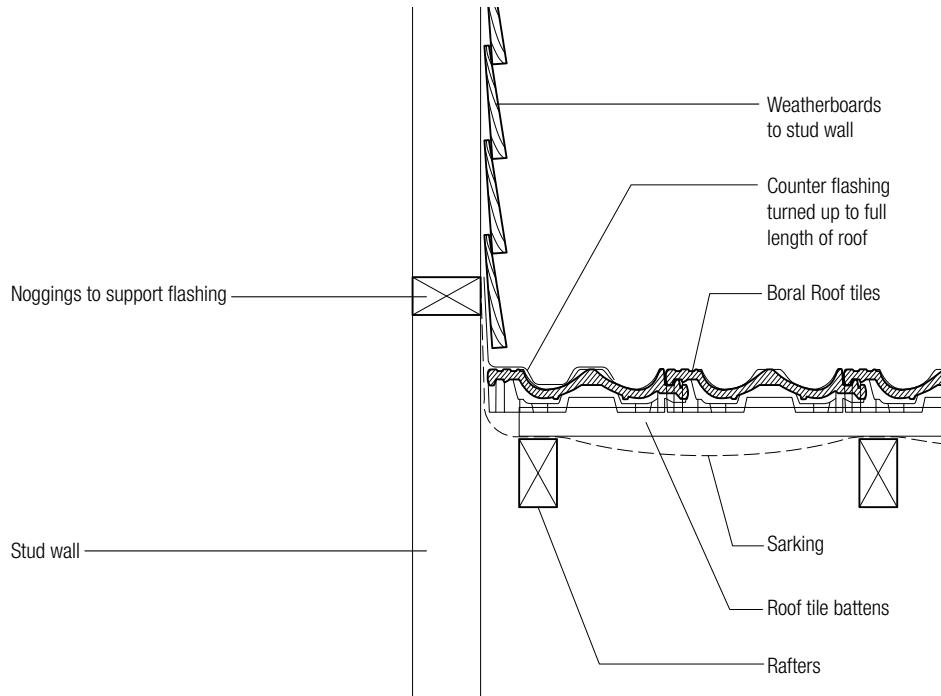 Weatherboards
to stud wall
Counter flashing
turned up to full
length of roof
Noggings to support flashing
Boral Roof tiles
Stud wall
Sarking
Roof tile battens
Rafters